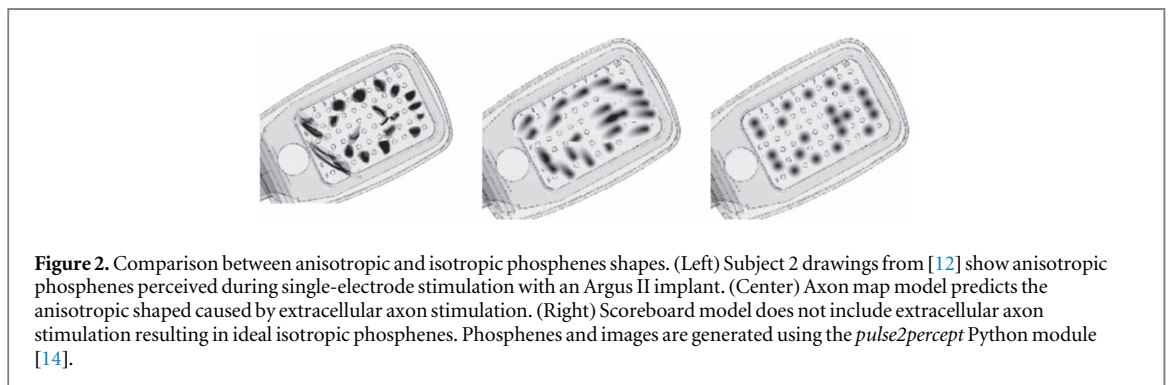 Figure 2. Comparison between anisotropic and isotropic phosphenes shapes. (Left) Subject 2 drawings from [12] show anisotropic
phosphenes perceived during single-electrode stimulation with an Argus II implant. (Center) Axon map model predicts the
anisotropic shaped caused by extracellular axon stimulation. (Right) Scoreboard model does not include extracellular axon
stimulation resulting in ideal isotropic phosphenes. Phosphenes and images are generated using the pulse2percept Python module
[14].